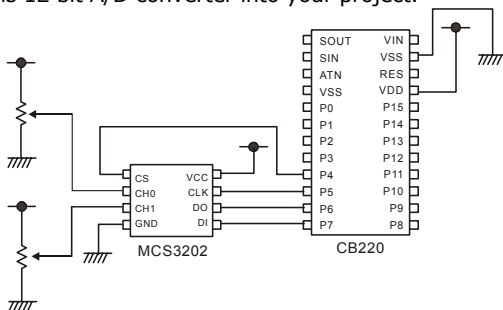 is 12 bit A/D converter into your project.
SOUT VIN
SIN VSS
ATN RES
VSS VDD
P0 P15
P1 P14
P2 P13
P3 P12
P4 P11
P5 P10
P6 P9
P7 P8
CB220
CS VCC
CH0 CLK
CH1 DO
GND DI
MCS3202